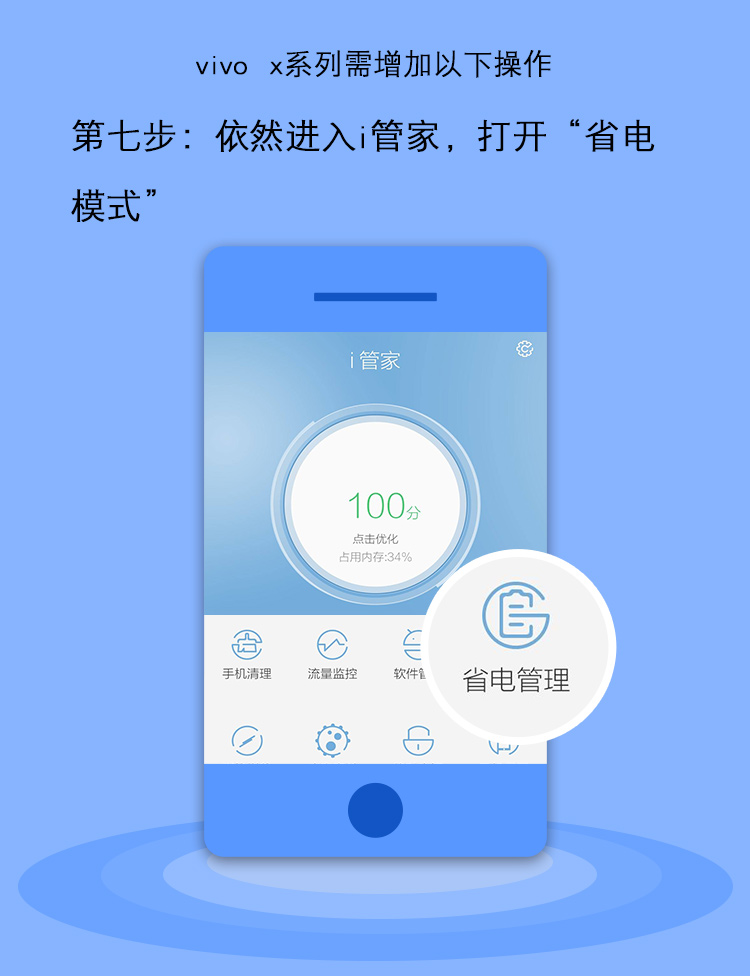 vivo x系列需增加以下操作
第七步：依然进入i管家，打开“省电
模式”
i 管家
100分
点击优化
占用内存:34%
手机清理
流量监控
软件管
省电管理